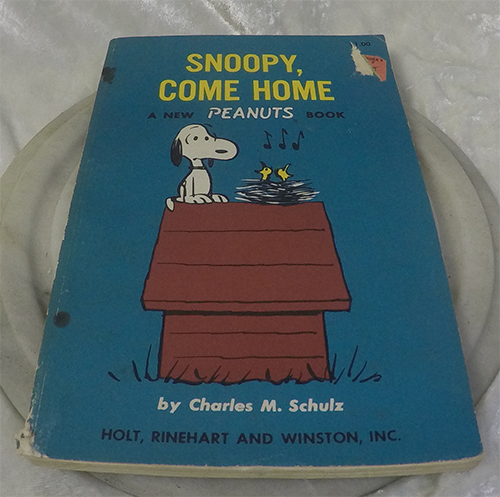 SNOOPY,
COME HOME
A NEW PEANUTS BOOK
by Charles M. Schulz
HOLT, RINEHART AND WINSTON, INC.